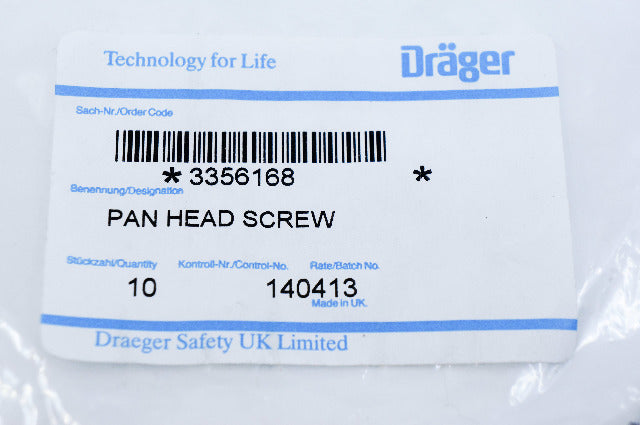 Technology for Life Dräger
Sach-Nr./Order Code
* 3356168 *
Benennung/Designation
PAN HEAD SCREW
Stückzahl/Quantity Kontroll-Nr./Control-No. Rate/Batch No.
10 140413
Made in UK.
Draeger Safety UK Limited